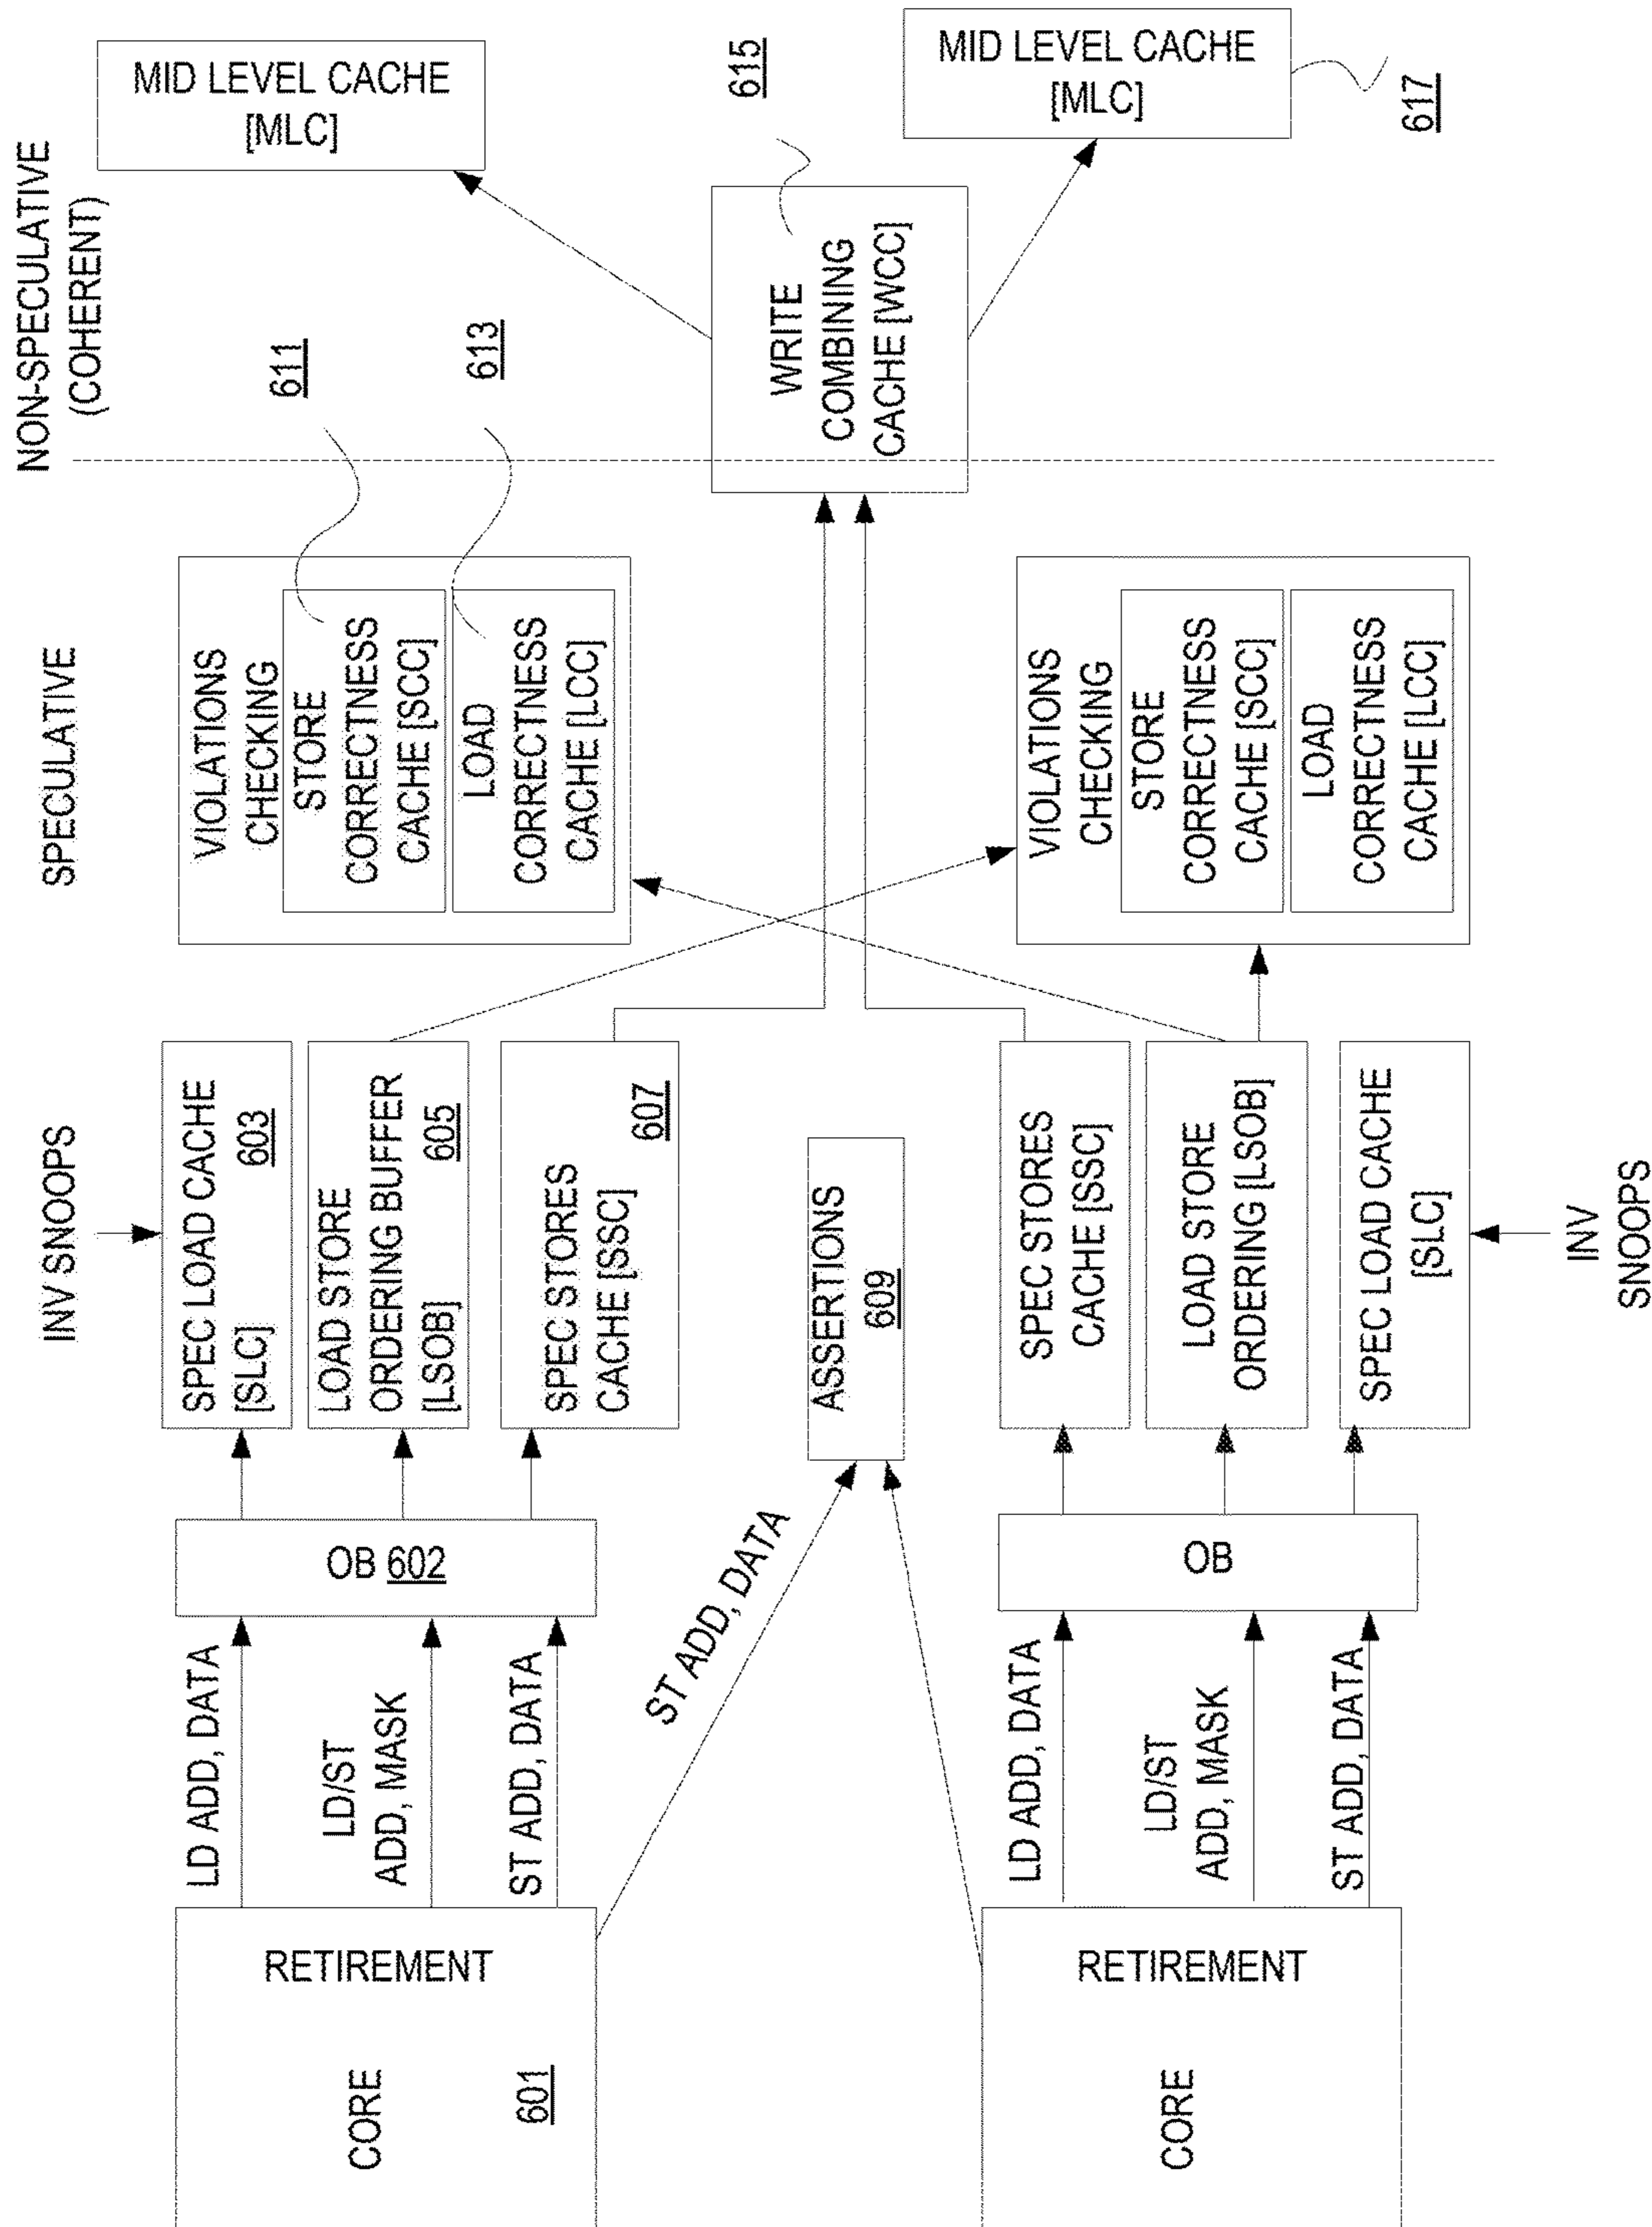 CORE
601
RETIREMENT
LD ADD, DATA
LD/ST
ADD, MASK
ST ADD, DATA
OB 602
INV SNOOPS
SPEC LOAD CACHE
[SLC]
603
LOAD STORE
ORDERING BUFFER
[LSOB]
605
SPEC STORES
CACHE [SSC]
607
SPECULATIVE
VIOLATIONS
CHECKING
STORE
CORRECTNESS
CACHE [SCC]
LOAD
CORRECTNESS
CACHE [LCC]
611
613
NON-SPECULATIVE
(COHERENT)
MID LEVEL CACHE
[MLC]
ST ADD, DATA
ASSERTIONS
609
WRITE
COMBINING
CACHE [WCC]
615
CORE
RETIREMENT
LD ADD, DATA
LD/ST
ADD, MASK
ST ADD, DATA
OB
SPEC STORES
CACHE [SSC]
LOAD STORE
ORDERING [LSOB]
SPEC LOAD CACHE
[SLC]
INV
SNOOPS
VIOLATIONS
CHECKING
STORE
CORRECTNESS
CACHE [SCC]
LOAD
CORRECTNESS
CACHE [LCC]
MID LEVEL CACHE
[MLC]
617